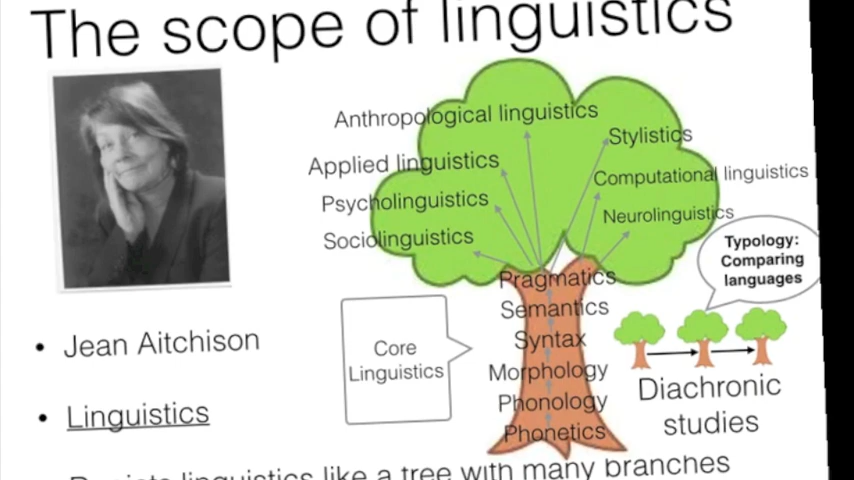 The scope of linguistics
Anthropological linguistics
Stylistics
Applied linguistics
Computational linguistics
Psycholinguistics
Neurolinguistics
Sociolinguistics
Typology:
Comparing
languages
Pragmatics
Semantics
Syntax
Morphology
Phonology
Phonetics
Core
Linguistics
Diachronic
studies
• Jean Aitchison
• Linguistics
linguistics like a tree with many branches